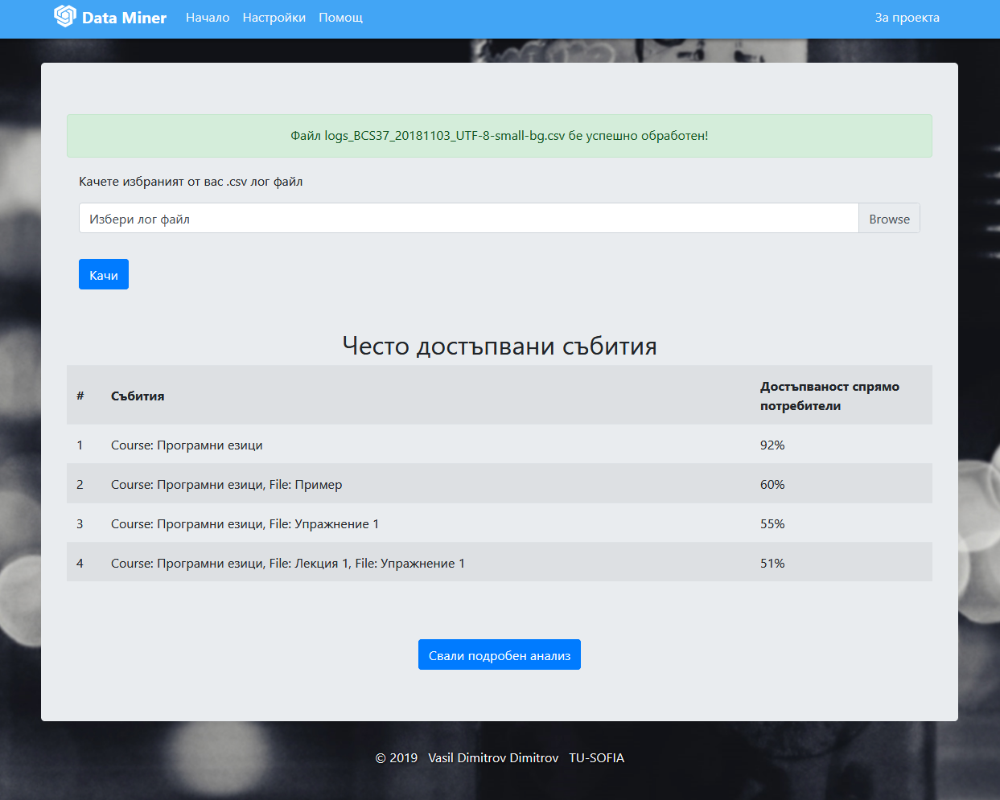 Data Miner Начало Настройки Помощ За проекта
Файл logs_BCS37_20181103_UTF-8-small-bg.csv бе успешно обработен!
Качете избраният от вас .csv лог файл
Избери лог файл Browse
Качи
Често достъпвани събития
# Събития Достъпваност спрямо потребители
1 Course: Програмни езици 92%
2 Course: Програмни езици, File: Пример 60%
3 Course: Програмни езици, File: Упражнение 1 55%
4 Course: Програмни езици, File: Лекция 1, File: Упражнение 1 51%
Свали подробен анализ
© 2019 Vasil Dimitrov Dimitrov TU-SOFIA